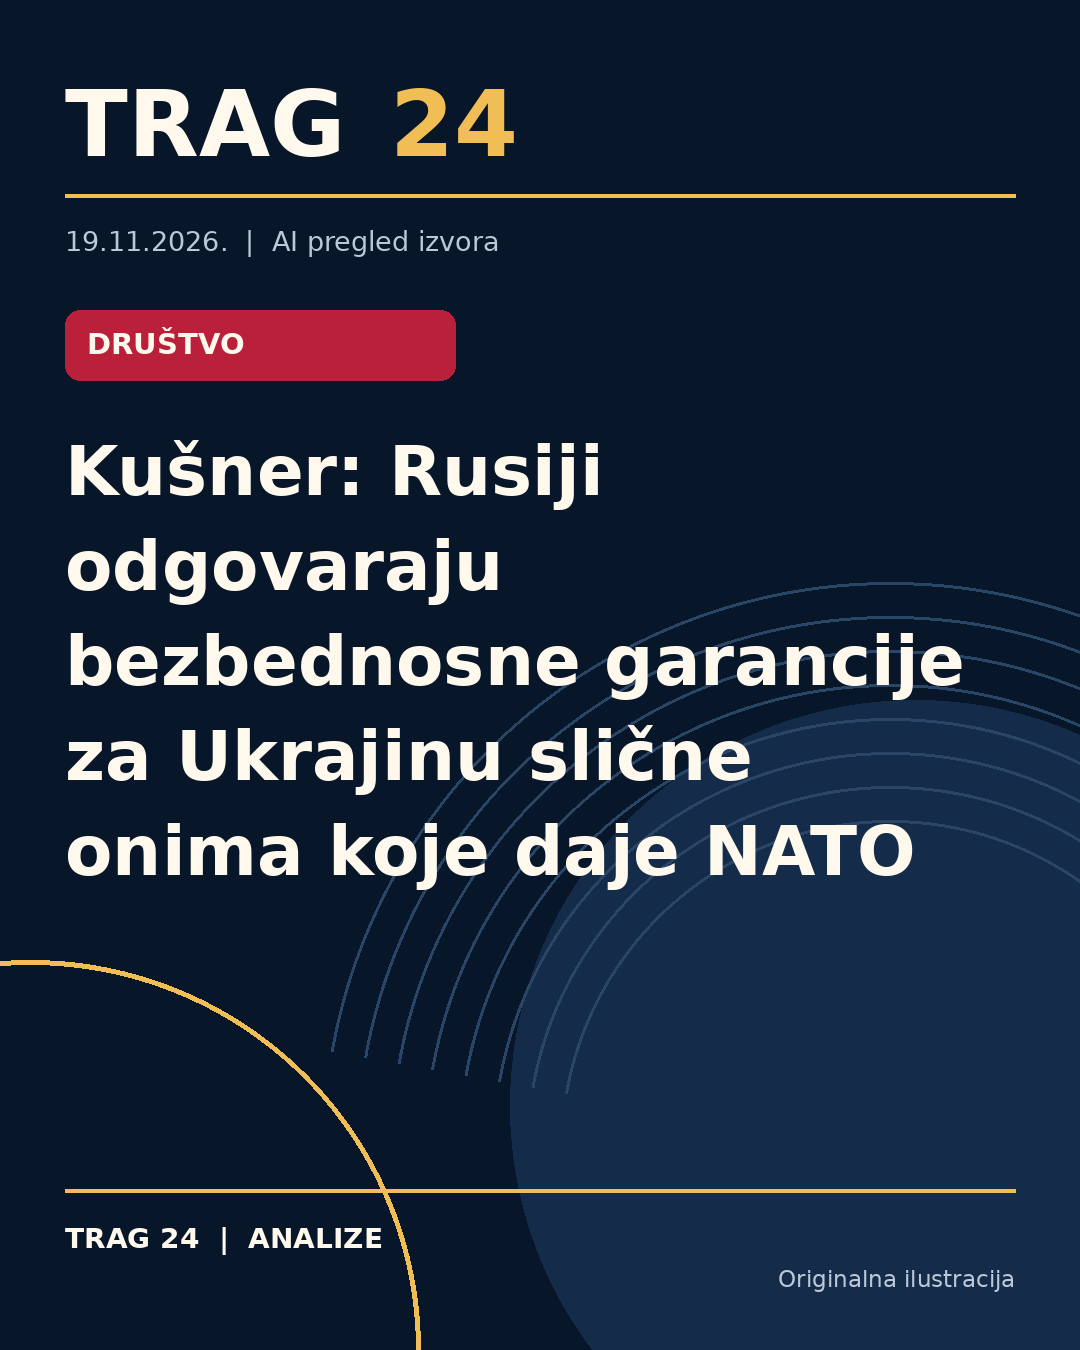 TRAG 24
19.11.2026. | AI pregled izvora
DRUŠTVO
Kušner: Rusiji
odgovaraju
bezbednosne garancije
za Ukrajinu slične
onima koje daje NATO
TRAG 24 | ANALIZE
Originalna ilustracija